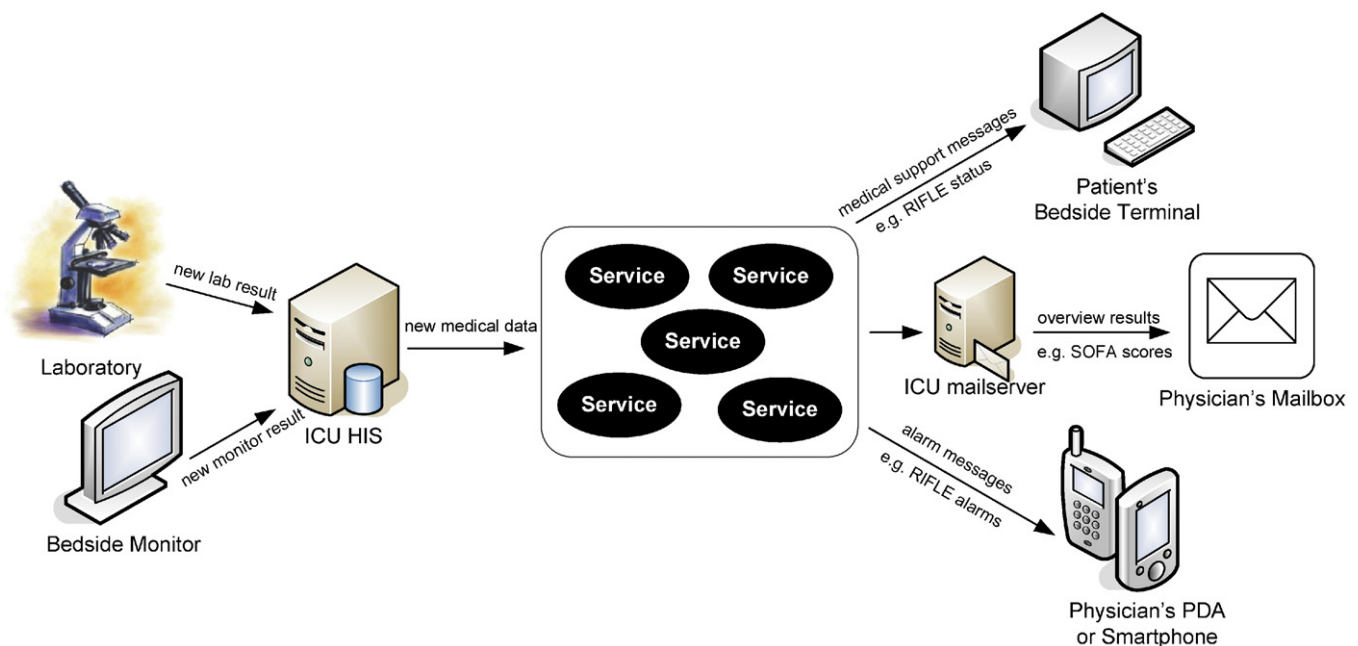 new lab result
Laboratory
new monitor result
Bedside Monitor
ICU HIS
new medical data
Service
Service
Service
Service
Service
medical support messages
e.g. RIFLE status
Patient's
Bedside Terminal
ICU mailserver
overview results
e.g. SOFA scores
Physician's Mailbox
alarm messages
e.g. RIFLE alarms
Physician's PDA
or Smartphone